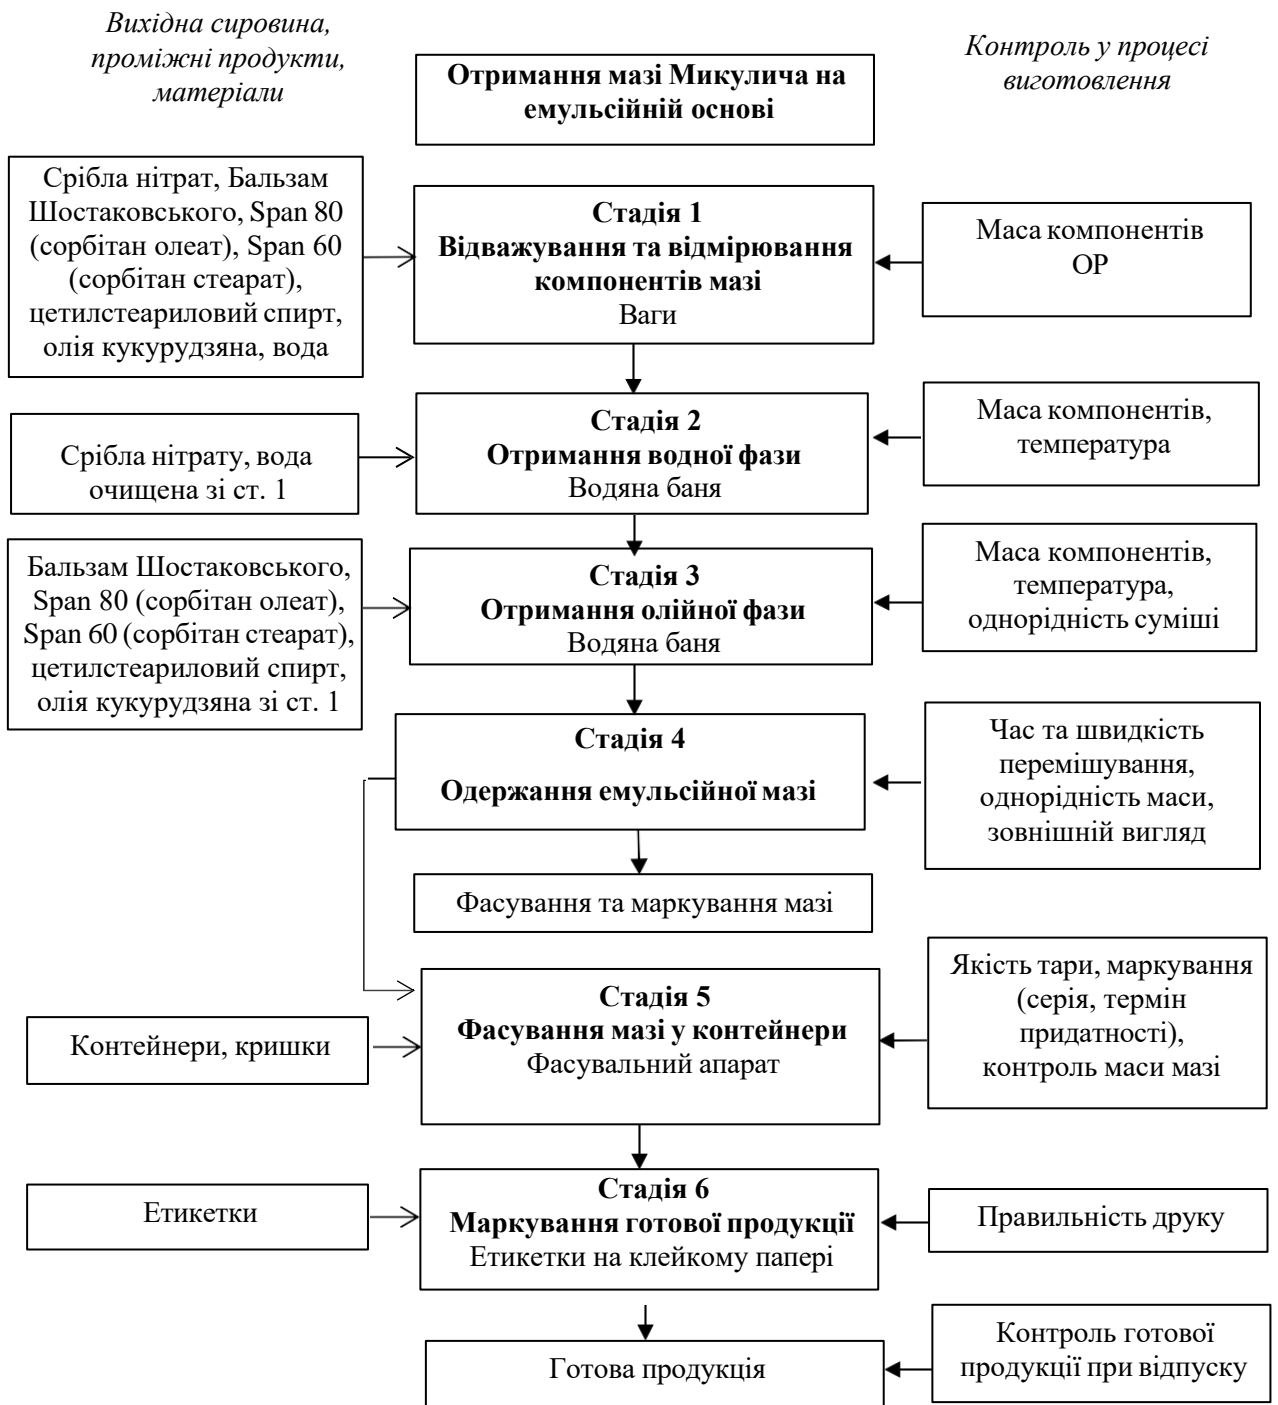 Вихідна сировина,
проміжні продукти,
матеріали
Отримання мазі Микулича на
емульсійній основі
Контроль у процесі
виготовлення
Срібла нітрат, Бальзам
Шостаковського, Span 80
(сорбітан олеат), Span 60
(сорбітан стеарат),
цетилстеариловий спирт,
олія кукурудзяна, вода
Стадія 1
Відважування та відмірювання
компонентів мазі
Ваги
Маса компонентів
ОР
Срібла нітрату, вода
очищена зі ст. 1
Стадія 2
Отримання водної фази
Водяна баня
Маса компонентів,
температура
Бальзам Шостаковського,
Span 80 (сорбітан олеат),
Span 60 (сорбітан стеарат),
цетилстеариловий спирт,
олія кукурудзяна зі ст. 1
Стадія 3
Отримання олійної фази
Водяна баня
Маса компонентів,
температура,
однорідність суміші
Стадія 4
Одержання емульсійної мазі
Час та швидкість
перемішування,
однорідність маси,
зовнішній вигляд
Фасування та маркування мазі
Контейнери, кришки
Стадія 5
Фасування мазі у контейнери
Фасувальний апарат
Якість тари, маркування
(серія, термін
придатності),
контроль маси мазі
Етикетки
Стадія 6
Маркування готової продукції
Етикетки на клейкому папері
Правильність друку
Готова продукція
Контроль готової
продукції при відпуску